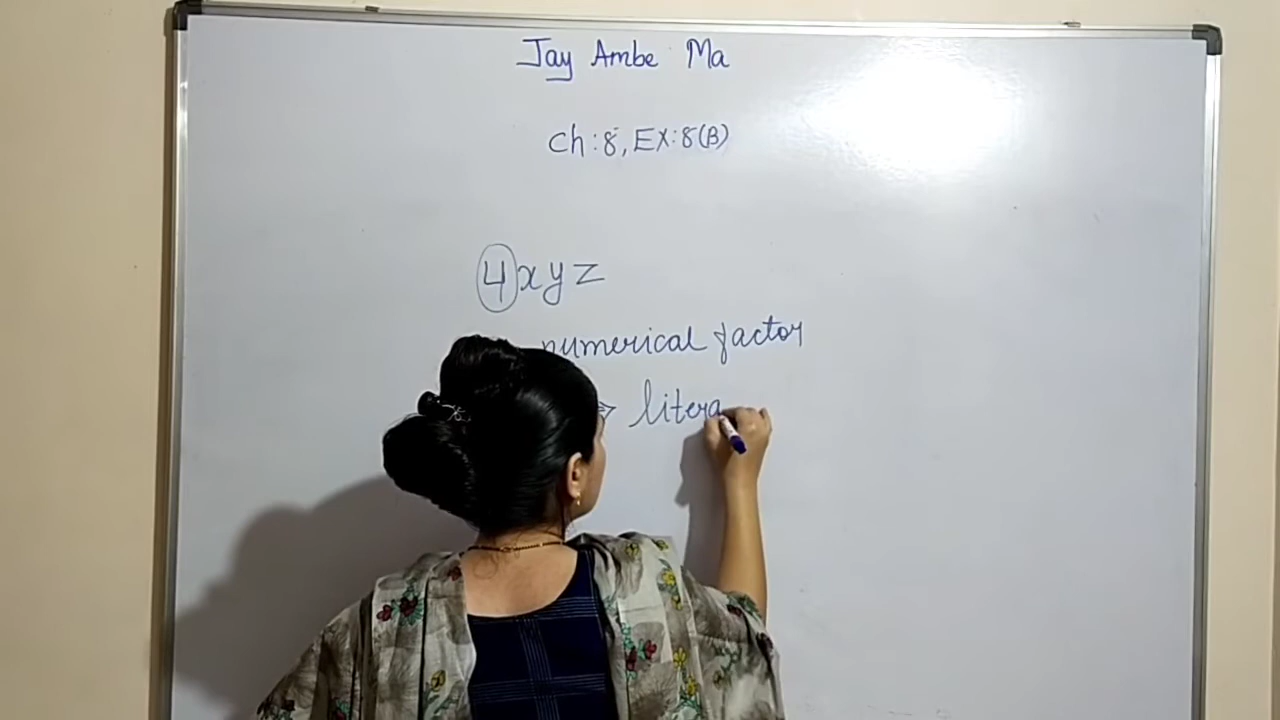 Jay Ambe Ma
Ch:8, EX:8(B)
4xyz
numerical factor
⇒ litera